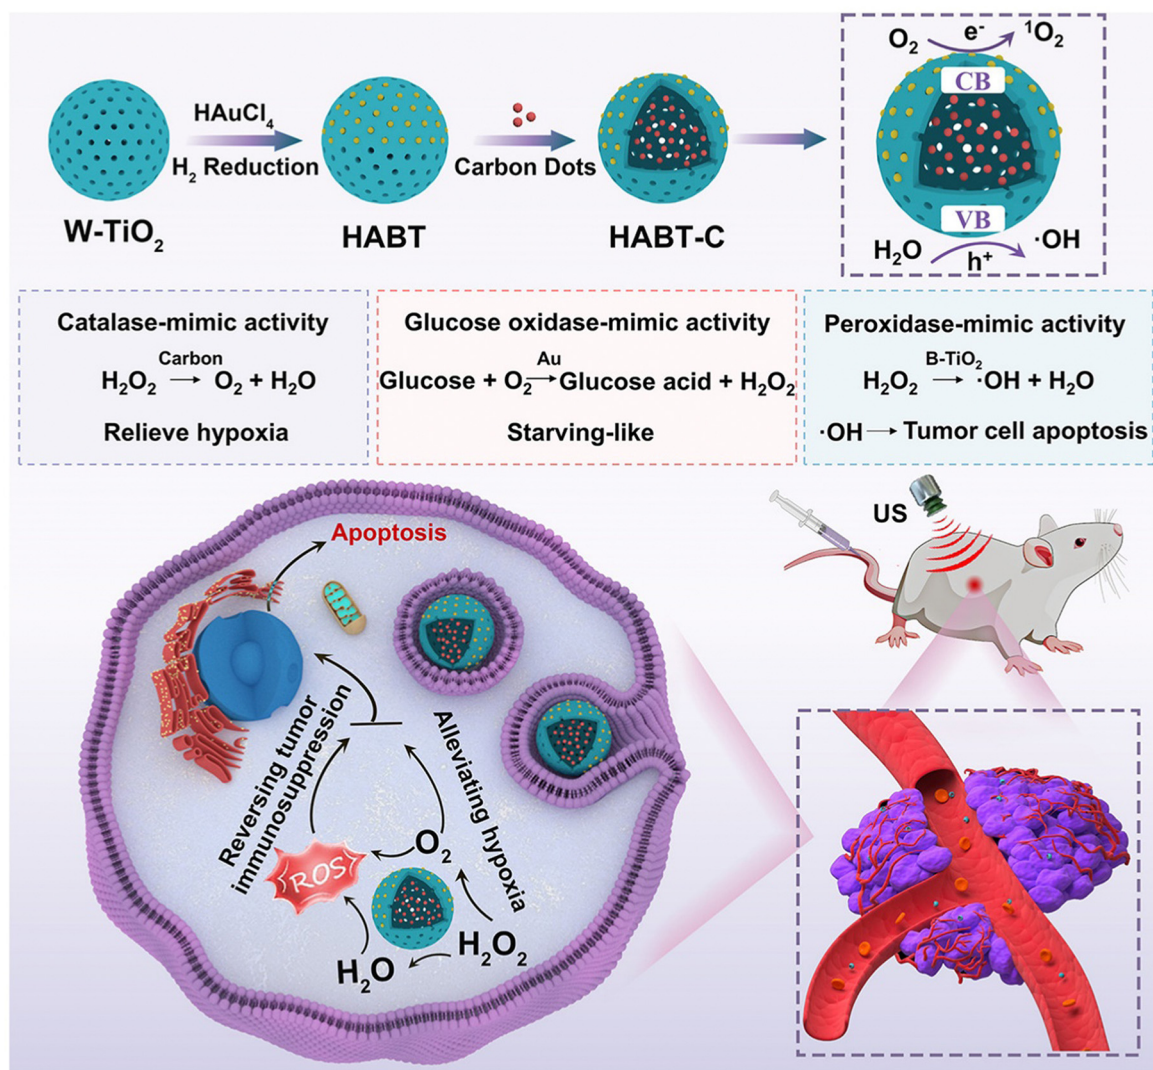 O₂ e⁻ ¹O₂
CB
HAuCl₄
H₂ Reduction
Carbon Dots
W-TiO₂
HABT
HABT-C
VB
H₂O h⁺ ·OH
Catalase-mimic activity
Carbon
H₂O₂ → O₂ + H₂O
Relieve hypoxia
Glucose oxidase-mimic activity
Au
Glucose + O₂ → Glucose acid + H₂O₂
Starving-like
Peroxidase-mimic activity
B-TiO₂
H₂O₂ → ·OH + H₂O
·OH → Tumor cell apoptosis
Apoptosis
US
Reversing tumor
immunosuppression
Alleviating hypoxia
O₂
ROS
H₂O₂
H₂O